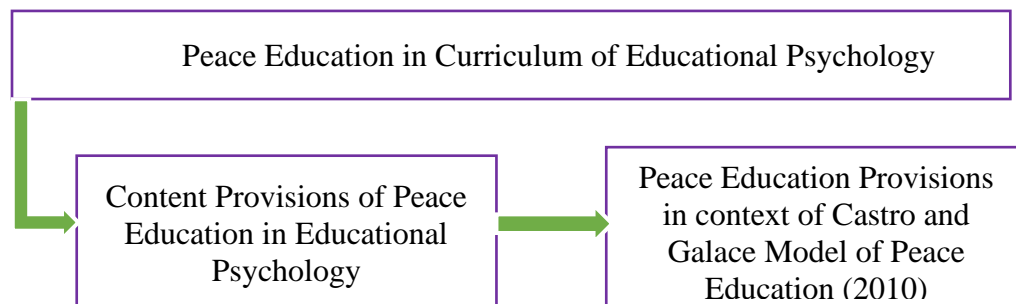 Peace Education in Curriculum of Educational Psychology
Content Provisions of Peace
Education in Educational
Psychology
Peace Education Provisions
in context of Castro and
Galace Model of Peace
Education (2010)